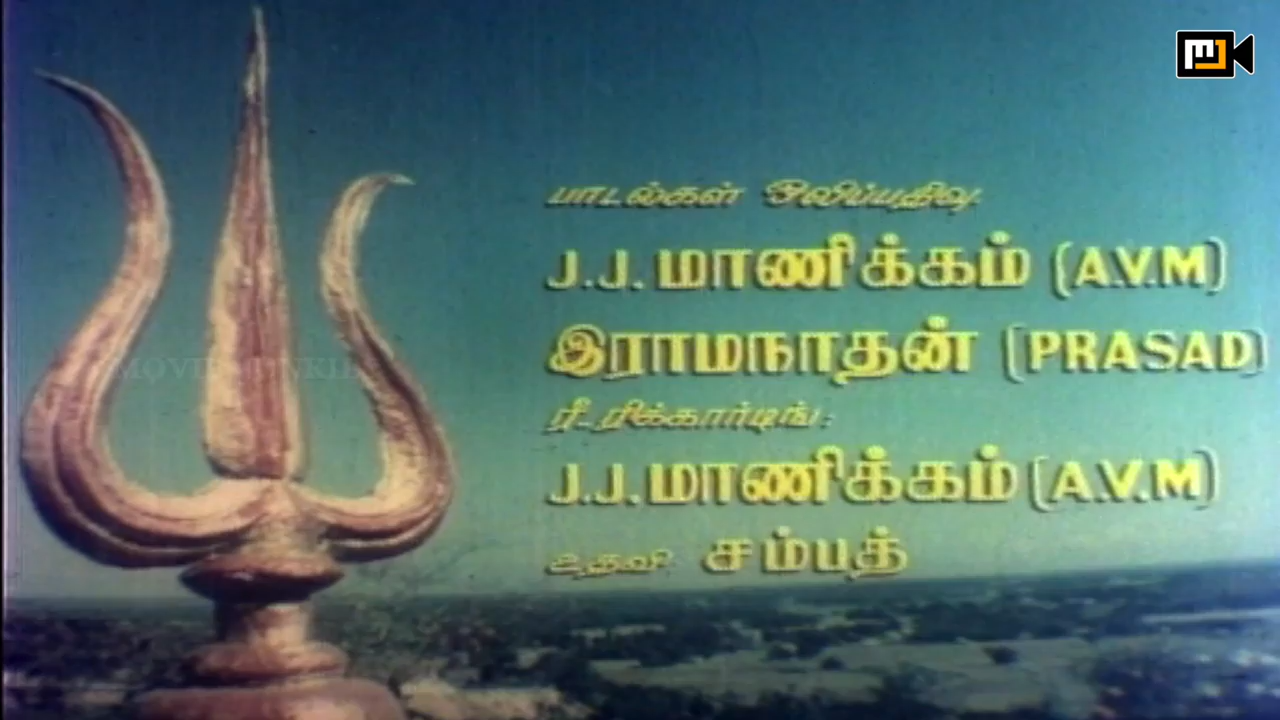 பாடல்கள் ஒலிப்பதிவு
J.J. மாணிக்கம் (A.V.M)
இராமநாதன் (PRASAD)
ரீ-ரிக்கார்டிங்:
J.J. மாணிக்கம் (A.V.M)
உதவி சம்பத்